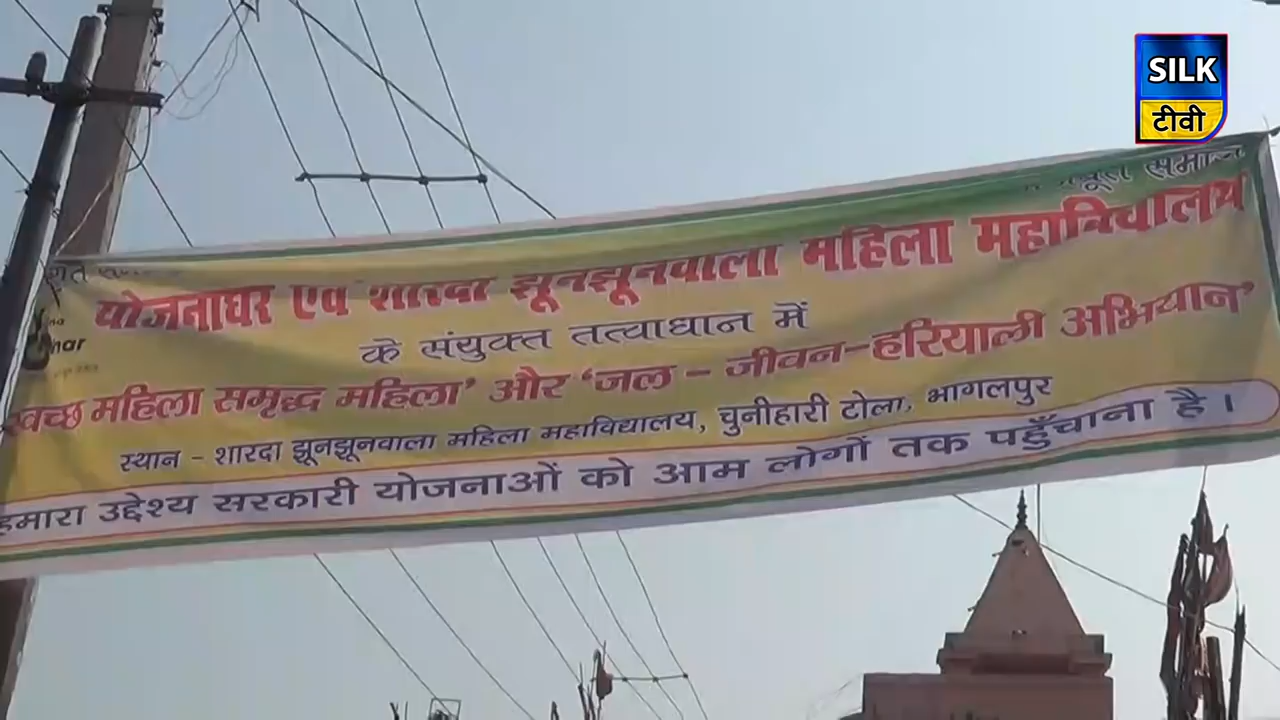 SILK
टीवी
समाज
योजनाघर एवं शारदा झूनझूनवाला महिला महाविद्यालय
के संयुक्त तत्वाधान में
स्वच्छ महिला समृद्ध महिला’ और ‘जल - जीवन-हरियाली अभियान’
स्थान - शारदा झूनझूनवाला महिला महाविद्यालय, चुनीहारी टोला, भागलपुर
हमारा उद्देश्य सरकारी योजनाओं को आम लोगों तक पहुँचाना है।